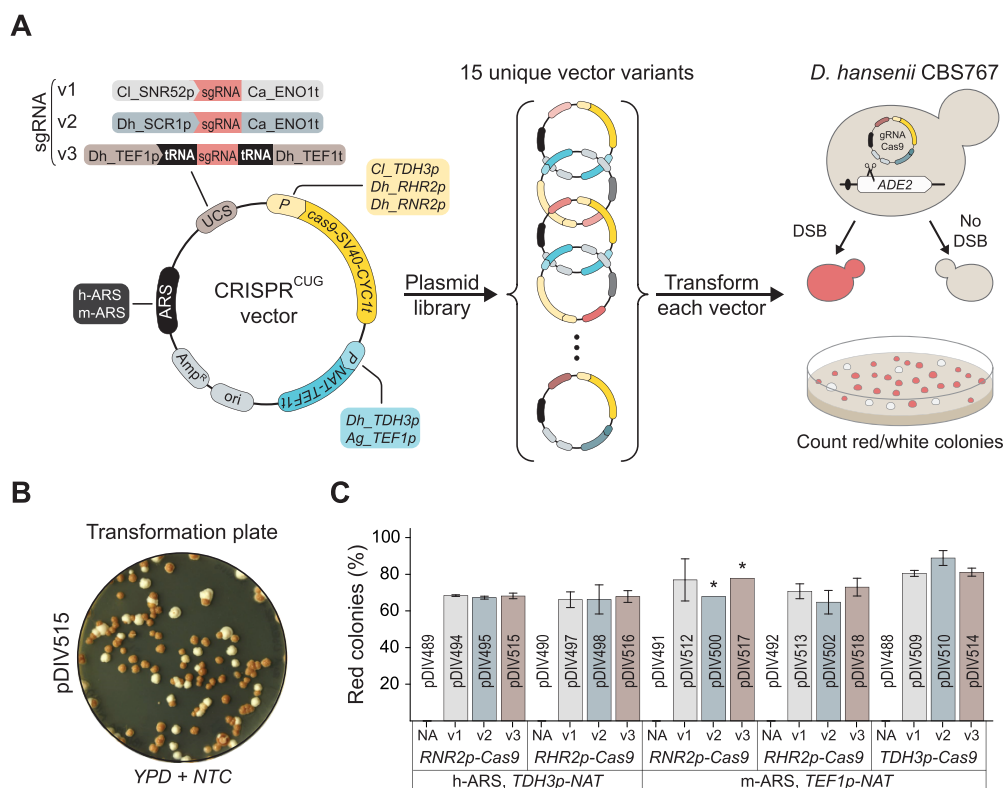 A
sgRNA
v1
Cl_SNR52p sgRNA Ca_ENO1t
v2
Dh_SCR1p sgRNA Ca_ENO1t
v3
Dh_TEF1p tRNA sgRNA tRNA Dh_TEF1t
Cl_TDH3p
Dh_RHR2p
Dh_RNR2p
UCS
P cas9-SV40-CYC1t
h-ARS
m-ARS
ARS
CRISPRCUG
vector
AmpR
ori
P NAT-TEF1t
Dh_TDH3p
Ag_TEF1p
Plasmid
library
15 unique vector variants
Transform
each vector
D. hansenii CBS767
gRNA
Cas9
ADE2
DSB
No
DSB
Count red/white colonies
B
Transformation plate
pDIV515
YPD + NTC
C
Red colonies (%)
100
80
60
40
20
pDIV489 pDIV494 pDIV495 pDIV515 pDIV490 pDIV497 pDIV498 pDIV516 pDIV491 pDIV512 pDIV500 pDIV517 pDIV492 pDIV513 pDIV502 pDIV518 pDIV488 pDIV509 pDIV510 pDIV514
* *
NA v1 v2 v3 NA v1 v2 v3 NA v1 v2 v3 NA v1 v2 v3 NA v1 v2 v3
RNR2p-Cas9 RHR2p-Cas9 RNR2p-Cas9 RHR2p-Cas9 TDH3p-Cas9
h-ARS, TDH3p-NAT m-ARS, TEF1p-NAT